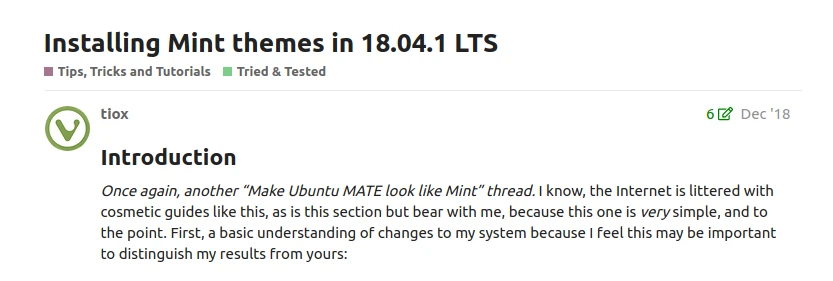 Installing Mint themes in 18.04.1 LTS
Tips, Tricks and Tutorials Tried & Tested
tiox 6 Dec '18
Introduction
Once again, another “Make Ubuntu MATE look like Mint” thread. I know, the Internet is littered with
cosmetic guides like this, as is this section but bear with me, because this one is very simple, and to
the point. First, a basic understanding of changes to my system because I feel this may be important
to distinguish my results from yours: